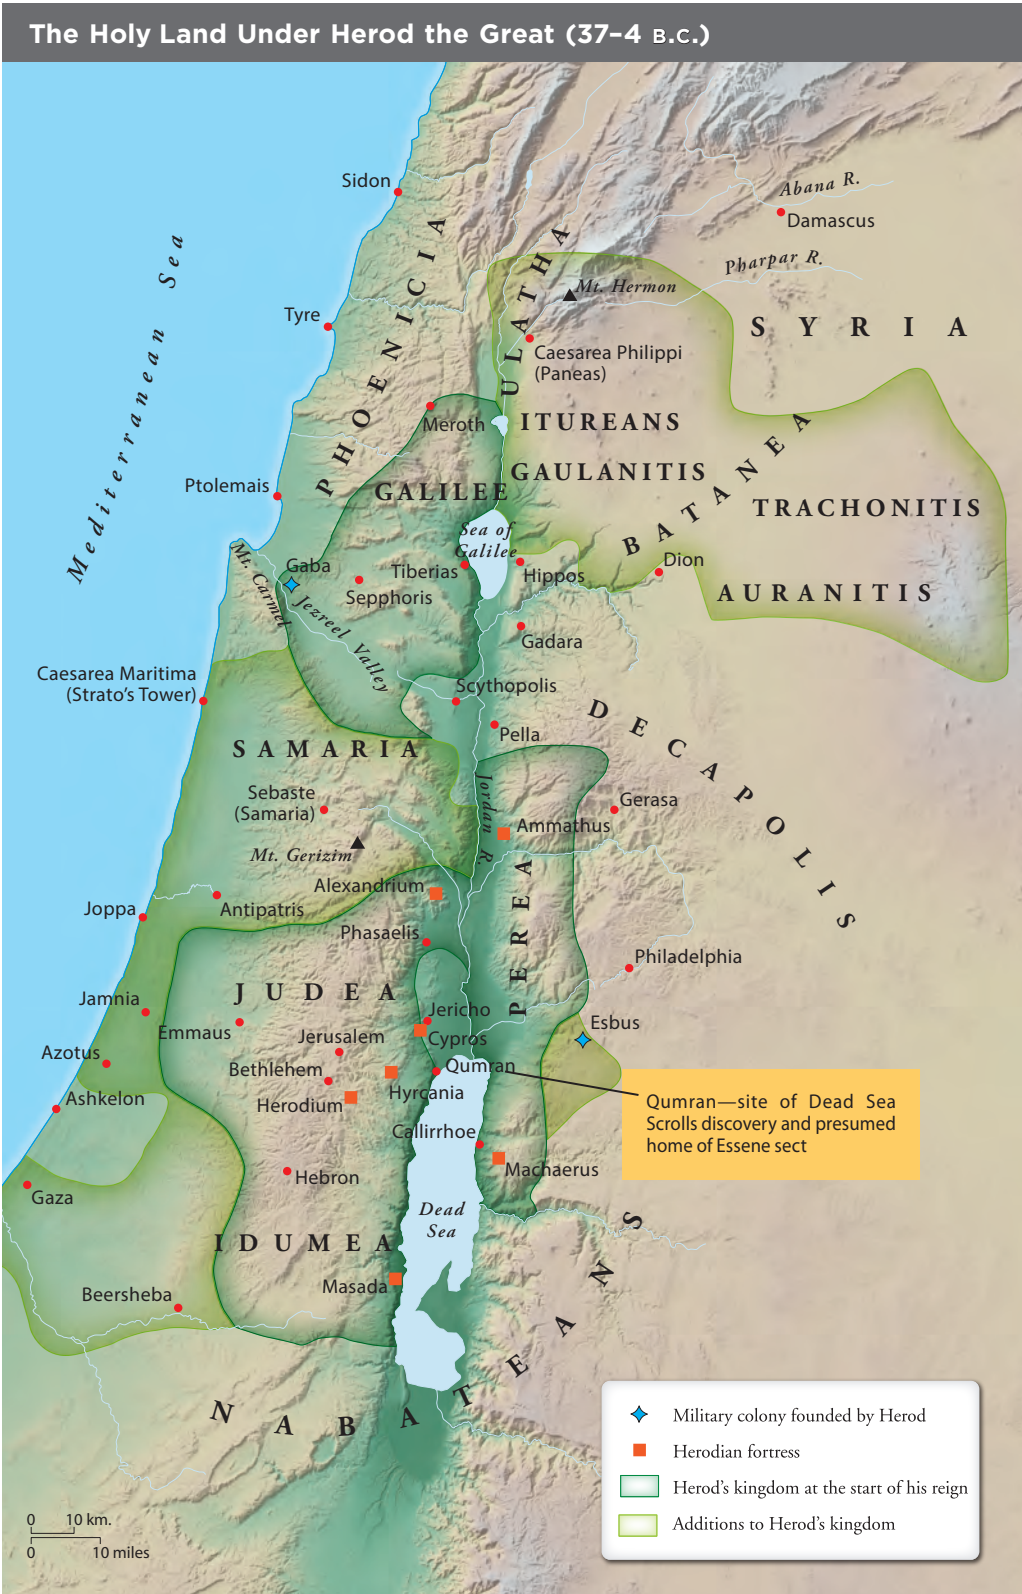 The Holy Land Under Herod the Great (37–4 B.C.)
Sidon
Abana R.
Damascus
Pharpar R.
Mt. Hermon
Mediterranean Sea
PHOENICIA
ULATHA
SYRIA
Tyre
Caesarea Philippi
(Paneas)
Meroth
ITUREANS
GAULANITIS
BATANEA
TRACHONITIS
Ptolemais
GALILEE
Sea of
Galilee
Mt. Carmel
Gaba
Tiberias
Hippos
Dion
Sepphoris
AURANITIS
Jezreel Valley
Gadara
Caesarea Maritima
(Strato's Tower)
Scythopolis
DECAPOLIS
Pella
SAMARIA
Jordan R.
Sebaste
(Samaria)
Gerasa
Ammathus
Mt. Gerizim
PEREA
Alexandrium
Joppa
Antipatris
Phasaelis
Philadelphia
JUDEA
Jamnia
Jericho
Esbus
Emmaus
Jerusalem
Cypros
Azotus
Bethlehem
Qumran
Ashkelon
Herodium
Hyrcania
Qumran—site of Dead Sea
Scrolls discovery and presumed
home of Essene sect
Callirrhoe
Machaerus
Hebron
Gaza
Dead
Sea
IDUMEA
Masada
Beersheba
NABATEANS
Military colony founded by Herod
Herodian fortress
Herod's kingdom at the start of his reign
Additions to Herod's kingdom
0 10 km.
0 10 miles